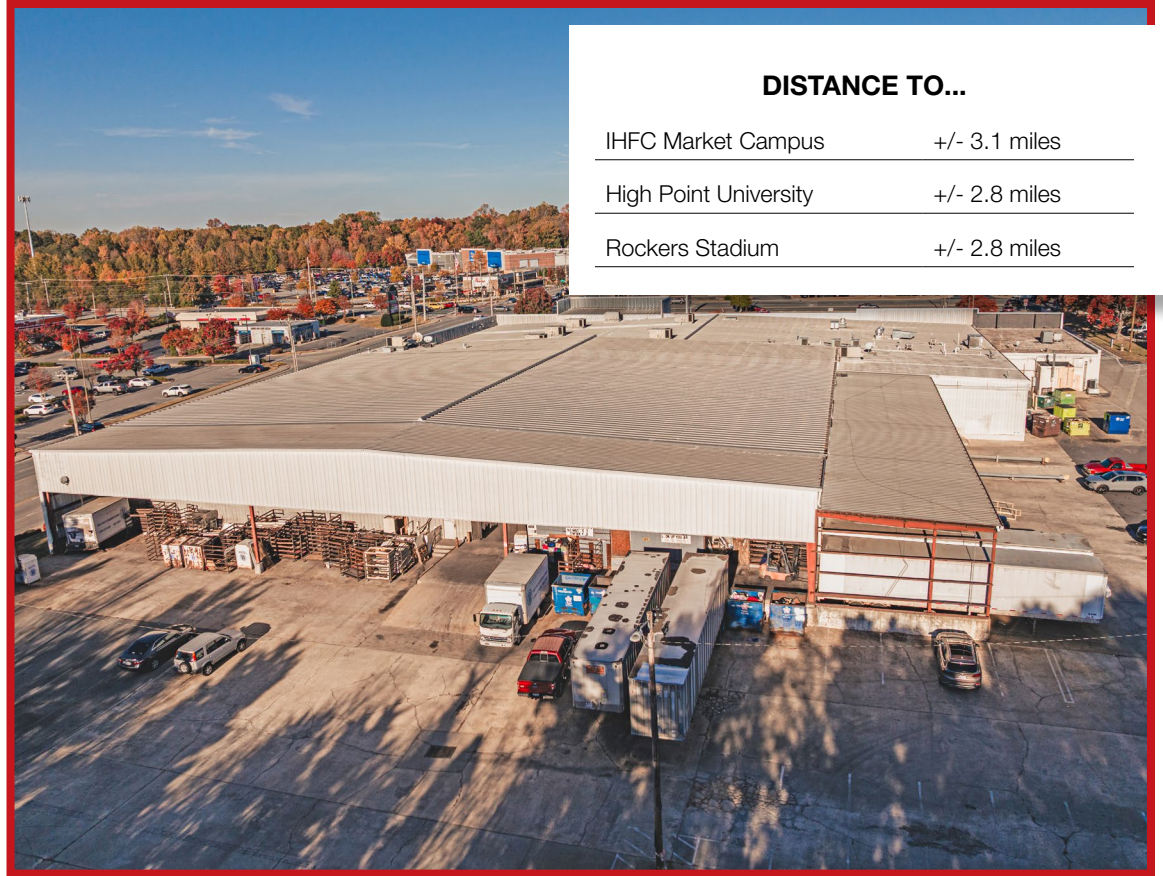 DISTANCE TO...
IHFC Market Campus +/- 3.1 miles
High Point University +/- 2.8 miles
Rockers Stadium +/- 2.8 miles